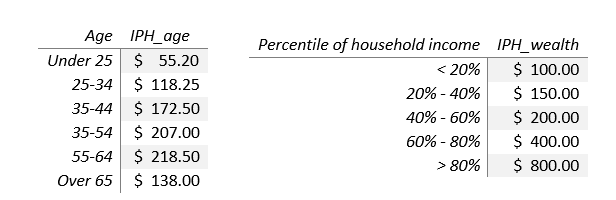 Age IPH_age
Under 25 $ 55.20
25-34 $ 118.25
35-44 $ 172.50
35-54 $ 207.00
55-64 $ 218.50
Over 65 $ 138.00
Percentile of household income IPH_wealth
< 20% $ 100.00
20% - 40% $ 150.00
40% - 60% $ 200.00
60% - 80% $ 400.00
> 80% $ 800.00